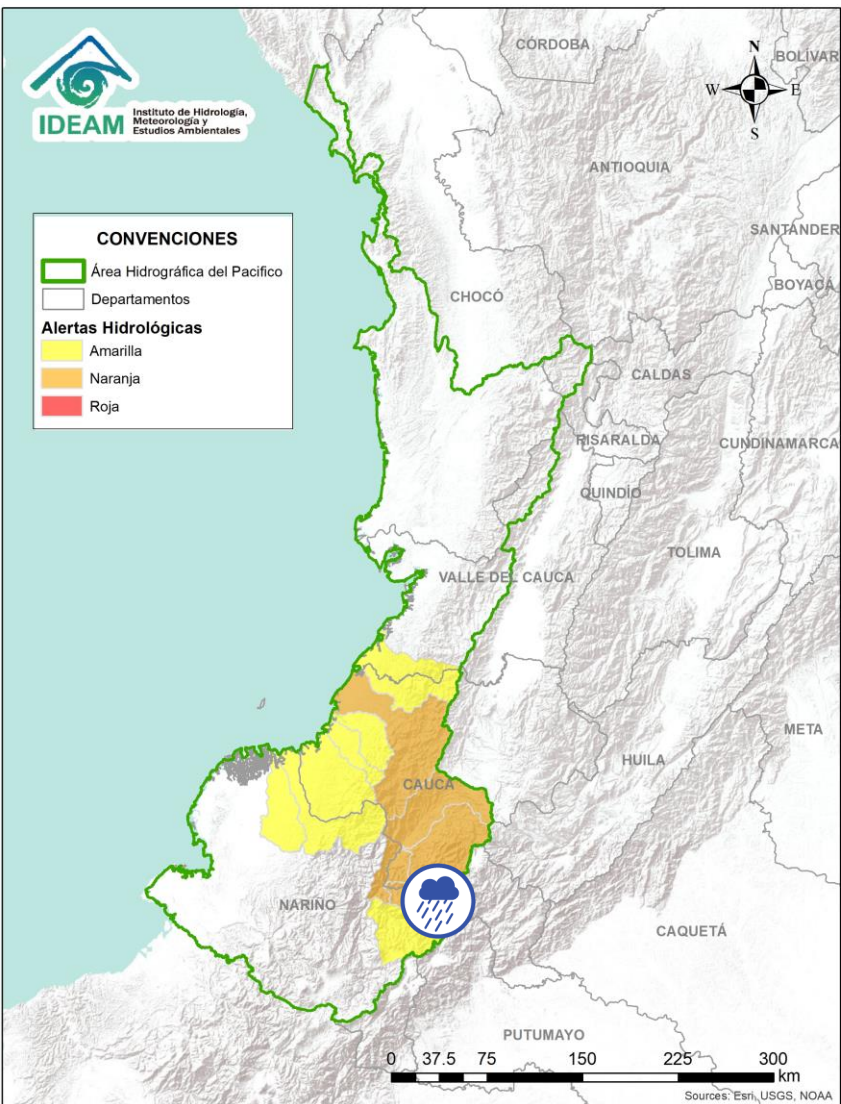 IDEAM
Instituto de Hidrología,
Meteorología y
Estudios Ambientales
CÓRDOBA
BOLÍVAR
N
W E
S
ANTIOQUIA
SANTANDER
BOYACÁ
CONVENCIONES
Área Hidrográfica del Pacifico
Departamentos
Alertas Hidrológicas
Amarilla
Naranja
Roja
CHOCÓ
CALDAS
RISARALDA
CUNDINAMARCA
QUINDÍO
TOLIMA
VALLE DEL CAUCA
META
HUILA
CAUCA
NARIÑO
CAQUETÁ
PUTUMAYO
0 37.5 75 150 225 300
km
Sources: Esri, USGS, NOAA